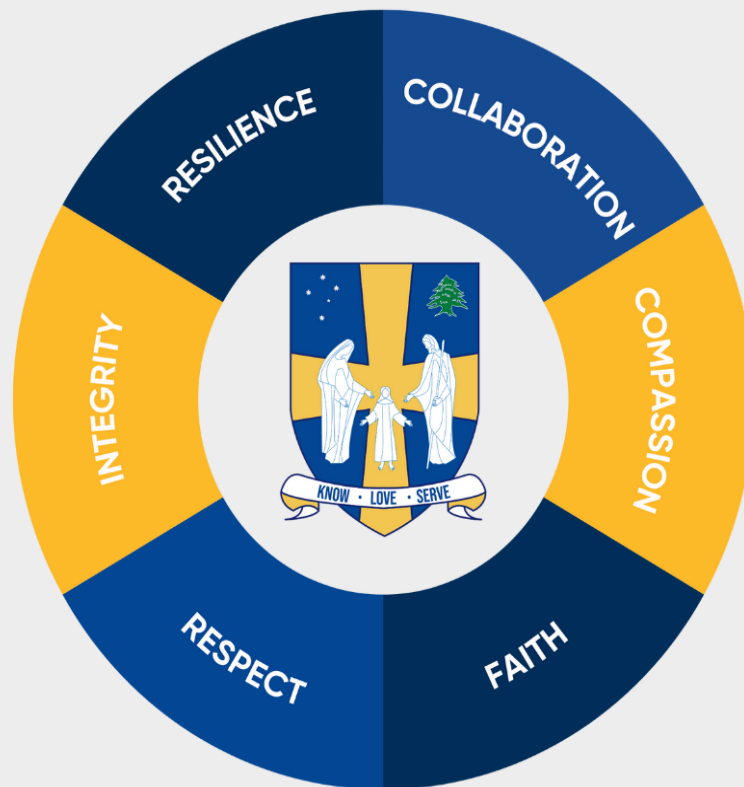 RESILIENCE
COLLABORATION
COMPASSION
FAITH
RESPECT
INTEGRITY
KNOW · LOVE · SERVE